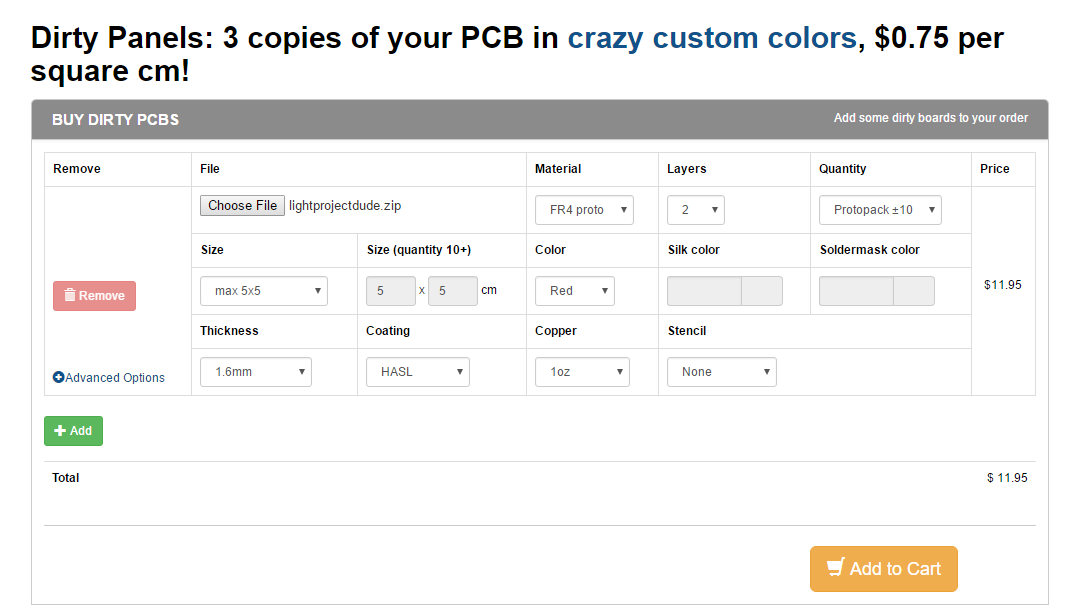 Dirty Panels: 3 copies of your PCB in crazy custom colors, $0.75 per
square cm!
BUY DIRTY PCBS
Add some dirty boards to your order
Remove File Material Layers Quantity Price
Choose File lightprojectdude.zip FR4 proto 2 Protopack ±10
Size Size (quantity 10+) Color Silk color Soldermask color
Remove max 5x5 5 x 5 cm Red $11.95
Thickness Coating Copper Stencil
Advanced Options 1.6mm HASL 1oz None
Add
Total $ 11.95
Add to Cart